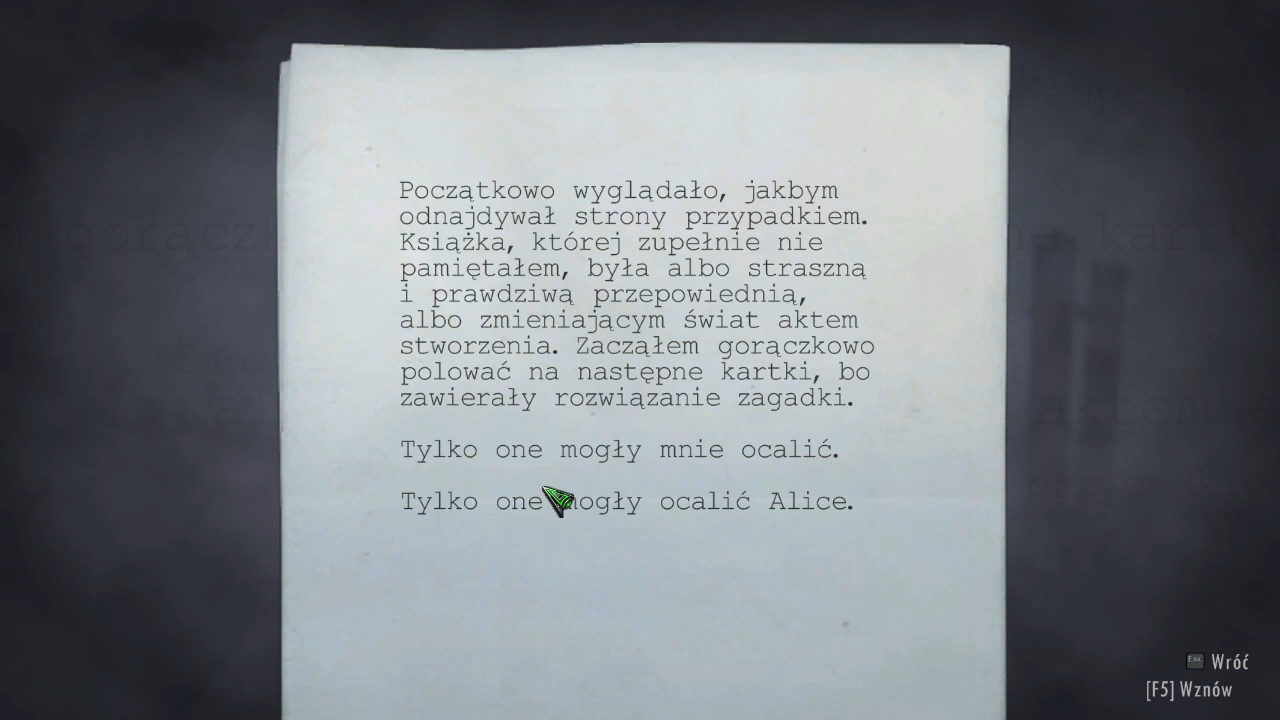 Początkowo wyglądało, jakbym
odnajdywał strony przypadkiem.
Książka, której zupełnie nie
pamiętałem, była albo straszną
i prawdziwą przepowiednią,
albo zmieniającym świat aktem
stworzenia. Zacząłem gorączkowo
polować na następne kartki, bo
zawierały rozwiązanie zagadki.
Tylko one mogły mnie ocalić.
Tylko one mogły ocalić Alice.
Esc Wróć
[F5] Wznów